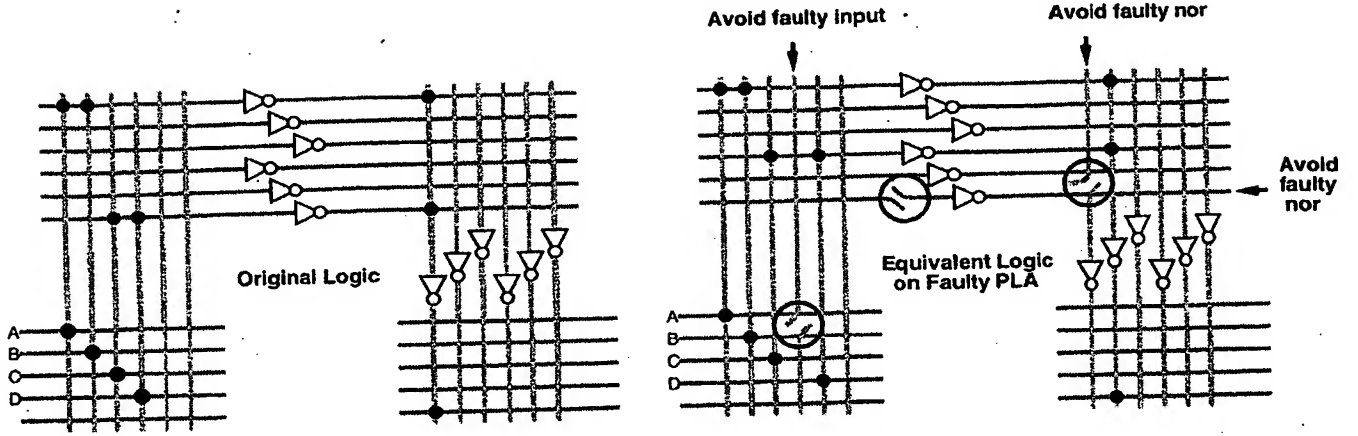 Avoid faulty input
Avoid faulty nor
Avoid
faulty
nor
Original Logic
Equivalent Logic
on Faulty PLA
A
B
C
D
A
B
C
D